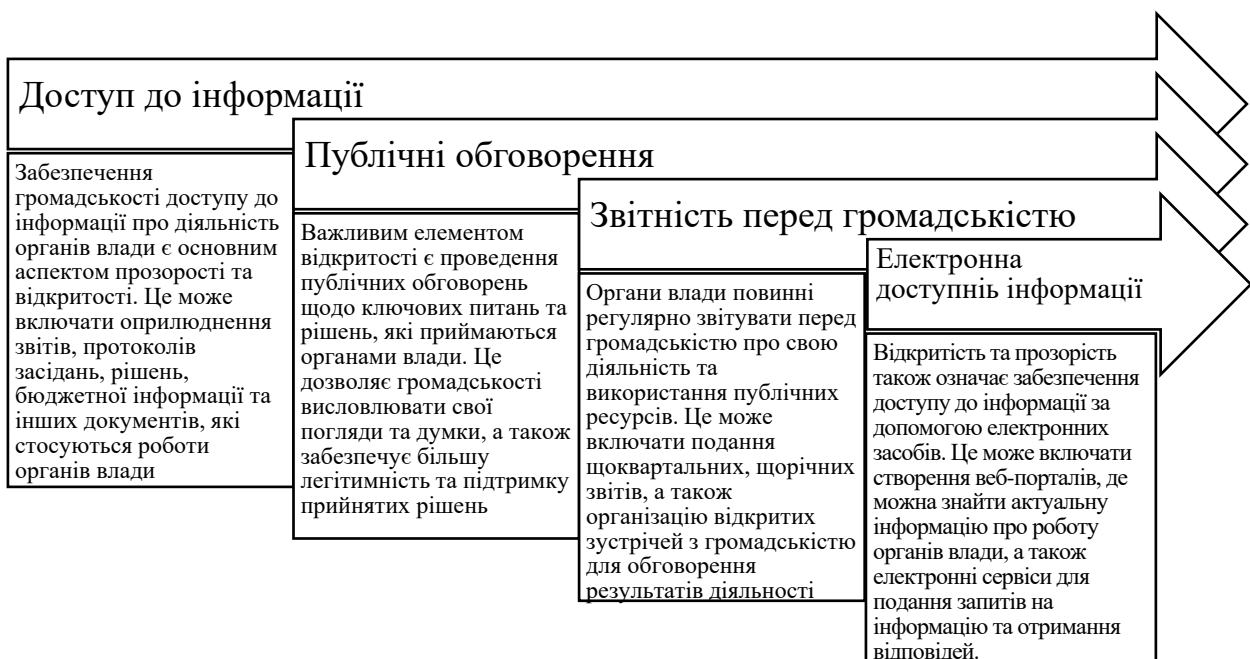 Доступ до інформації
Забезпечення
громадськості доступу до
інформації про діяльність
органів влади є основним
аспектом прозорості та
відкритості. Це може
включати оприлюднення
звітів, протоколів
засідань, рішень,
бюджетної інформації та
інших документів, які
стосуються роботи
органів влади
Публічні обговорення
Важливим елементом
відкритості є проведення
публічних обговорень
щодо ключових питань та
рішень, які приймаються
органами влади. Це
дозволяє громадськості
висловлювати свої
погляди та думки, а також
забезпечує більшу
легітимність та підтримку
прийнятих рішень
Звітність перед громадськістю
Органи влади повинні
регулярно звітувати перед
громадськістю про свою
діяльність та
використання публічних
ресурсів. Це може
включати подання
щоквартальних, щорічних
звітів, а також
організацію відкритих
зустрічей з громадськістю
для обговорення
результатів діяльності
Електронна
доступніь інформації
Відкритість та прозорість
також означає забезпечення
доступу до інформації за
допомогою електронних
засобів. Це може включати
створення веб-порталів, де
можна знайти актуальну
інформацію про роботу
органів влади, а також
електронні сервіси для
подання запитів на
інформацію та отримання
відповідей.